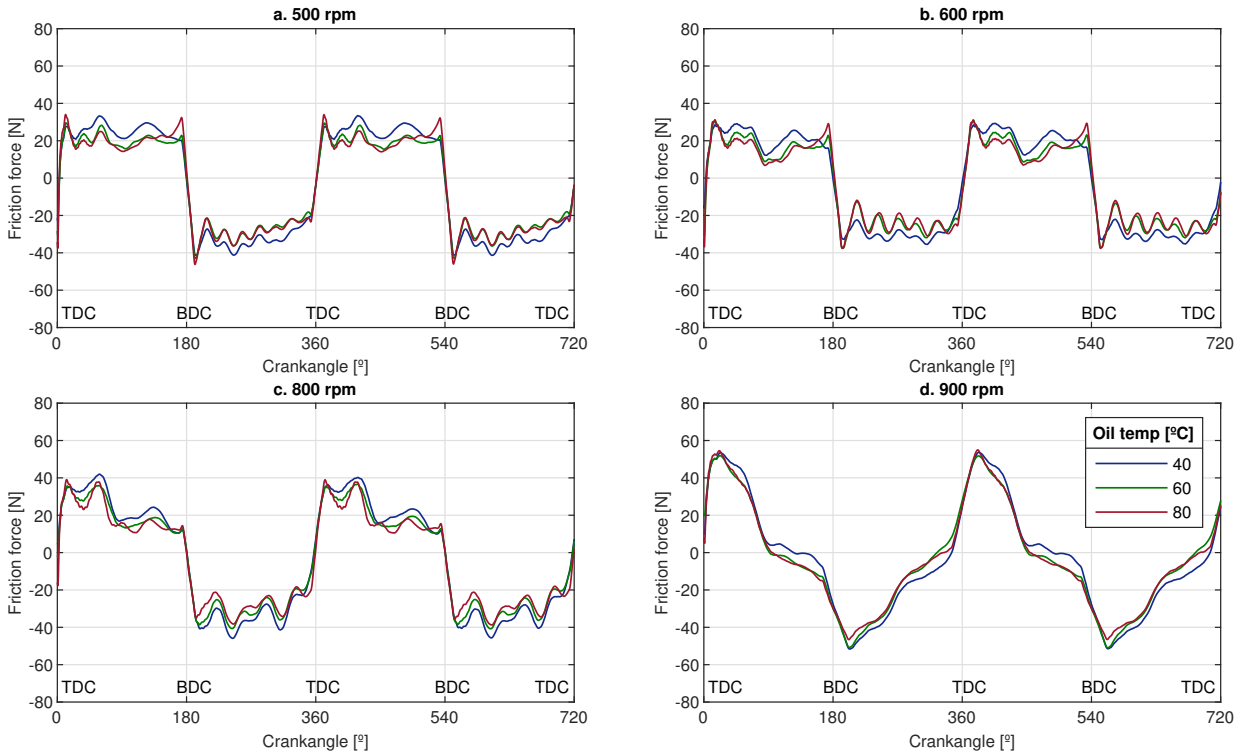 a. 500 rpm
80
60
40
20
0
-20
-40
-60
-80
Friction force [N]
TDC BDC TDC BDC TDC
0 180 360 540 720
Crankangle [º]
b. 600 rpm
80
60
40
20
0
-20
-40
-60
-80
Friction force [N]
TDC BDC TDC BDC TDC
0 180 360 540 720
Crankangle [º]
c. 800 rpm
80
60
40
20
0
-20
-40
-60
-80
Friction force [N]
TDC BDC TDC BDC TDC
0 180 360 540 720
Crankangle [º]
d. 900 rpm
80
60
40
20
0
-20
-40
-60
-80
Friction force [N]
Oil temp [ºC]
40
60
80
TDC BDC TDC BDC TDC
0 180 360 540 720
Crankangle [º]